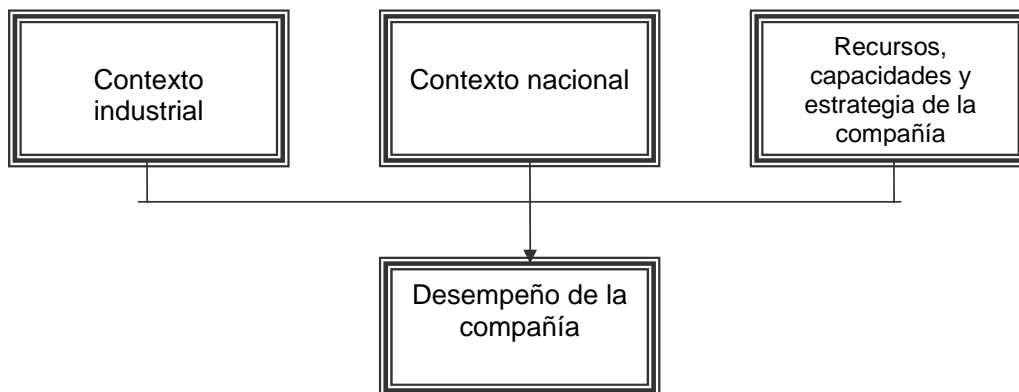 Contexto
industrial
Contexto nacional
Recursos,
capacidades y
estrategia de la
compañía
Desempeño de la
compañía